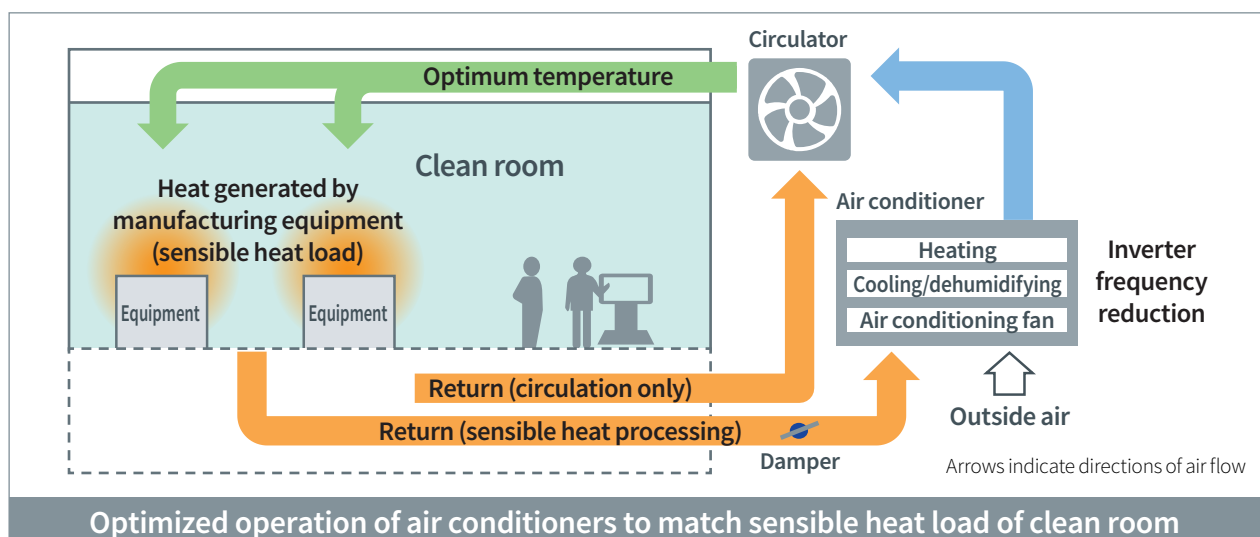 Circulator
Optimum temperature
Clean room
Heat generated by
manufacturing equipment
(sensible heat load)
Equipment
Equipment
Air conditioner
Heating
Cooling/dehumidifying
Air conditioning fan
Inverter
frequency
reduction
Return (circulation only)
Return (sensible heat processing)
Damper
Outside air
Arrows indicate directions of air flow
Optimized operation of air conditioners to match sensible heat load of clean room